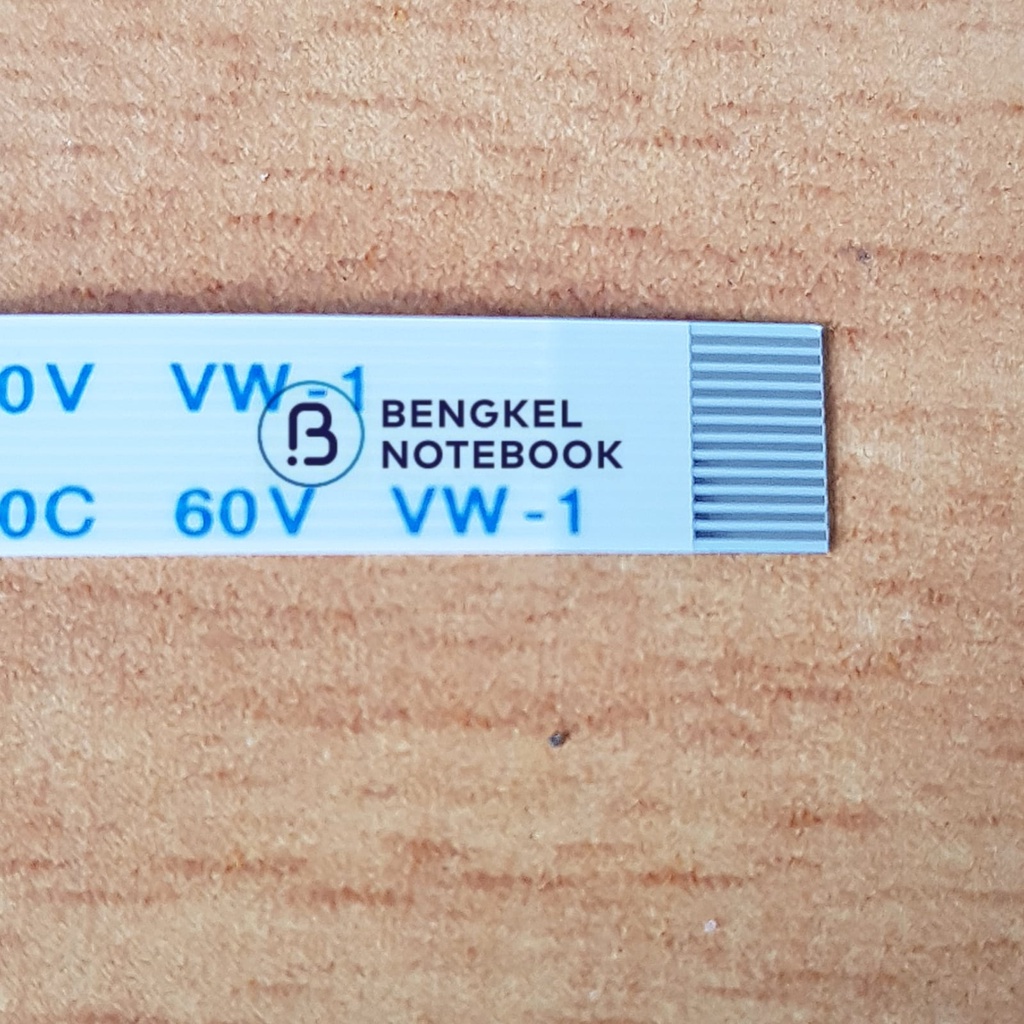 0V VW-1
BENGKEL
NOTEBOOK
0C 60V VW-1